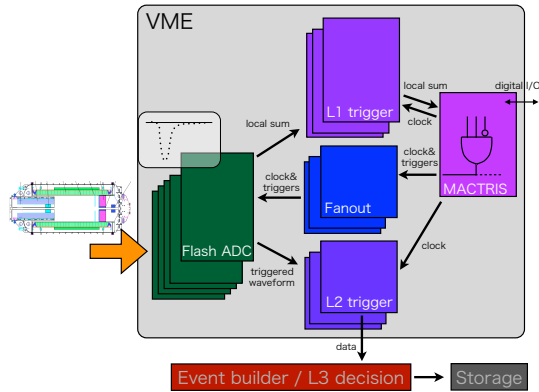 VME
L1 trigger
local sum
digital I/O
clock
local sum
clock&
triggers
clock&
triggers
MACTRIS
Fanout
Flash ADC
clock
triggered
waveform
L2 trigger
data
Event builder / L3 decision
Storage